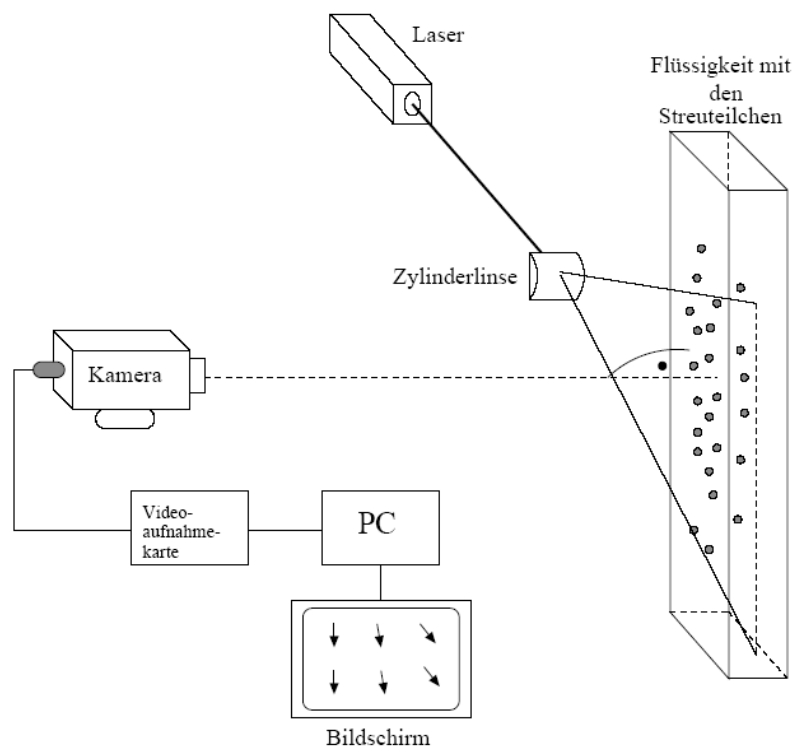 Laser
Flüssigkeit mit
den
Streuteilchen
Zylinderlinse
Kamera
Video-
aufnahme-
karte
PC
Bildschirm